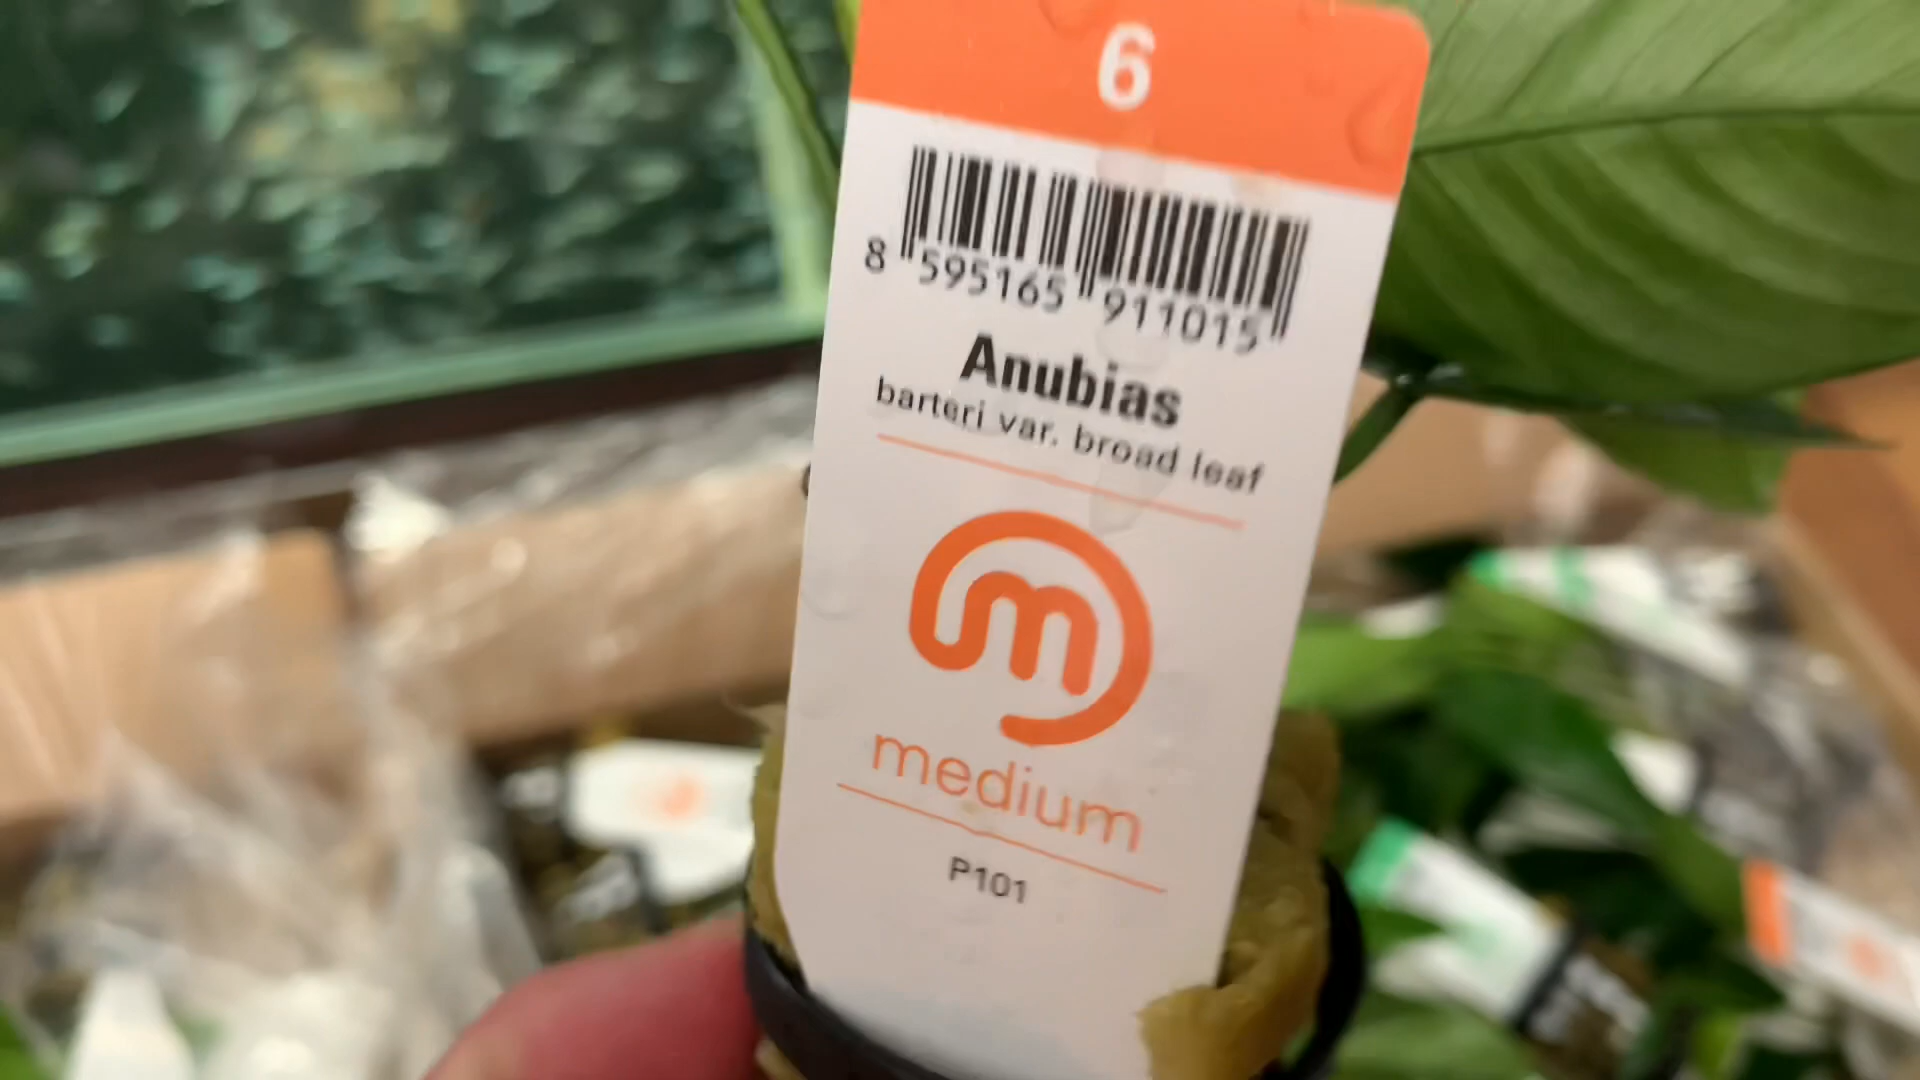 6
8 595165 911015
Anubias
barteri var. broad leaf
m
medium
P101